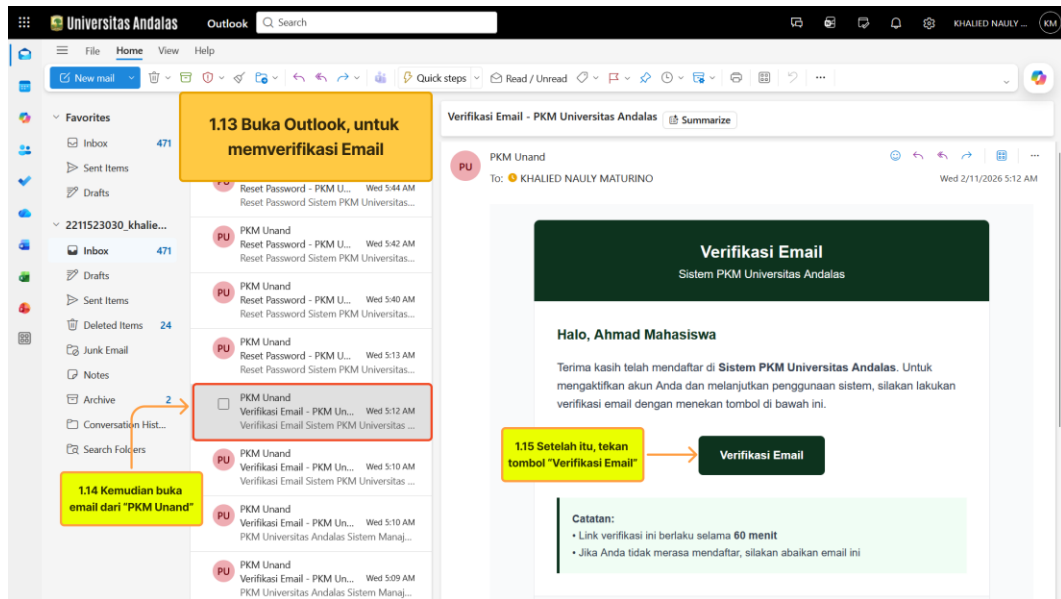 Universitas Andalas
Outlook
Search
KHALIED NAULY ...
KM
File
Home
View
Help
New mail
Quick steps
Read / Unread
Favorites
Inbox 471
Sent Items
Drafts
2211523030_khalie...
Inbox 471
Drafts
Sent Items
Deleted Items 24
Junk Email
Notes
Archive 2
Conversation Hist...
Search Folders
1.13 Buka Outlook, untuk
memverifikasi Email
1.14 Kemudian buka
email dari "PKM Unand"
PU
Reset Password - PKM U... Wed 5:44 AM
Reset Password Sistem PKM Universitas...
PU
PKM Unand
Reset Password - PKM U... Wed 5:42 AM
Reset Password Sistem PKM Universitas...
PU
PKM Unand
Reset Password - PKM U... Wed 5:40 AM
Reset Password Sistem PKM Universitas...
PU
PKM Unand
Reset Password - PKM U... Wed 5:13 AM
Reset Password Sistem PKM Universitas...
PKM Unand
Verifikasi Email - PKM Un... Wed 5:12 AM
Verifikasi Email Sistem PKM Universitas ...
PU
PKM Unand
Verifikasi Email - PKM Un... Wed 5:10 AM
Verifikasi Email Sistem PKM Universitas ...
PU
PKM Unand
Verifikasi Email - PKM Un... Wed 5:10 AM
PKM Universitas Andalas Sistem Manaj...
PU
PKM Unand
Verifikasi Email - PKM Un... Wed 5:09 AM
PKM Universitas Andalas Sistem Manaj...
Verifikasi Email - PKM Universitas Andalas
Summarize
PU
PKM Unand
To: KHALIED NAULY MATURINO
Wed 2/11/2026 5:12 AM
Verifikasi Email
Sistem PKM Universitas Andalas
Halo, Ahmad Mahasiswa
Terima kasih telah mendaftar di Sistem PKM Universitas Andalas. Untuk
mengaktifkan akun Anda dan melanjutkan penggunaan sistem, silakan lakukan
verifikasi email dengan menekan tombol di bawah ini.
1.15 Setelah itu, tekan
tombol "Verifikasi Email"
Verifikasi Email
Catatan:
• Link verifikasi ini berlaku selama 60 menit
• Jika Anda tidak merasa mendaftar, silakan abaikan email ini